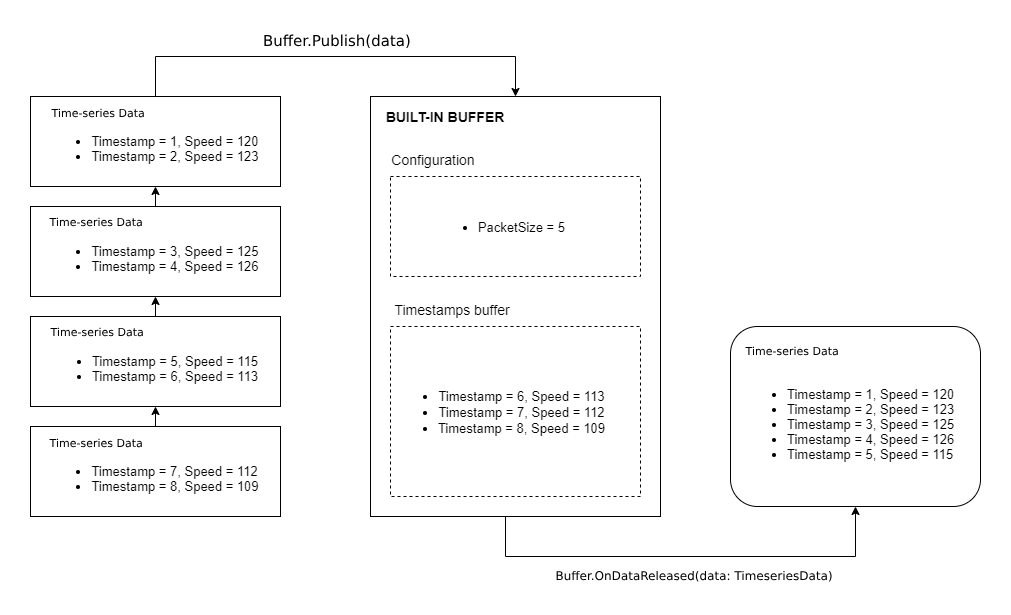 Buffer.Publish(data)
Time-series Data
• Timestamp = 1, Speed = 120
• Timestamp = 2, Speed = 123
Time-series Data
• Timestamp = 3, Speed = 125
• Timestamp = 4, Speed = 126
Time-series Data
• Timestamp = 5, Speed = 115
• Timestamp = 6, Speed = 113
Time-series Data
• Timestamp = 7, Speed = 112
• Timestamp = 8, Speed = 109
BUILT-IN BUFFER
Configuration
• PacketSize = 5
Timestamps buffer
• Timestamp = 6, Speed = 113
• Timestamp = 7, Speed = 112
• Timestamp = 8, Speed = 109
Time-series Data
• Timestamp = 1, Speed = 120
• Timestamp = 2, Speed = 123
• Timestamp = 3, Speed = 125
• Timestamp = 4, Speed = 126
• Timestamp = 5, Speed = 115
Buffer.OnDataReleased(data: TimeseriesData)